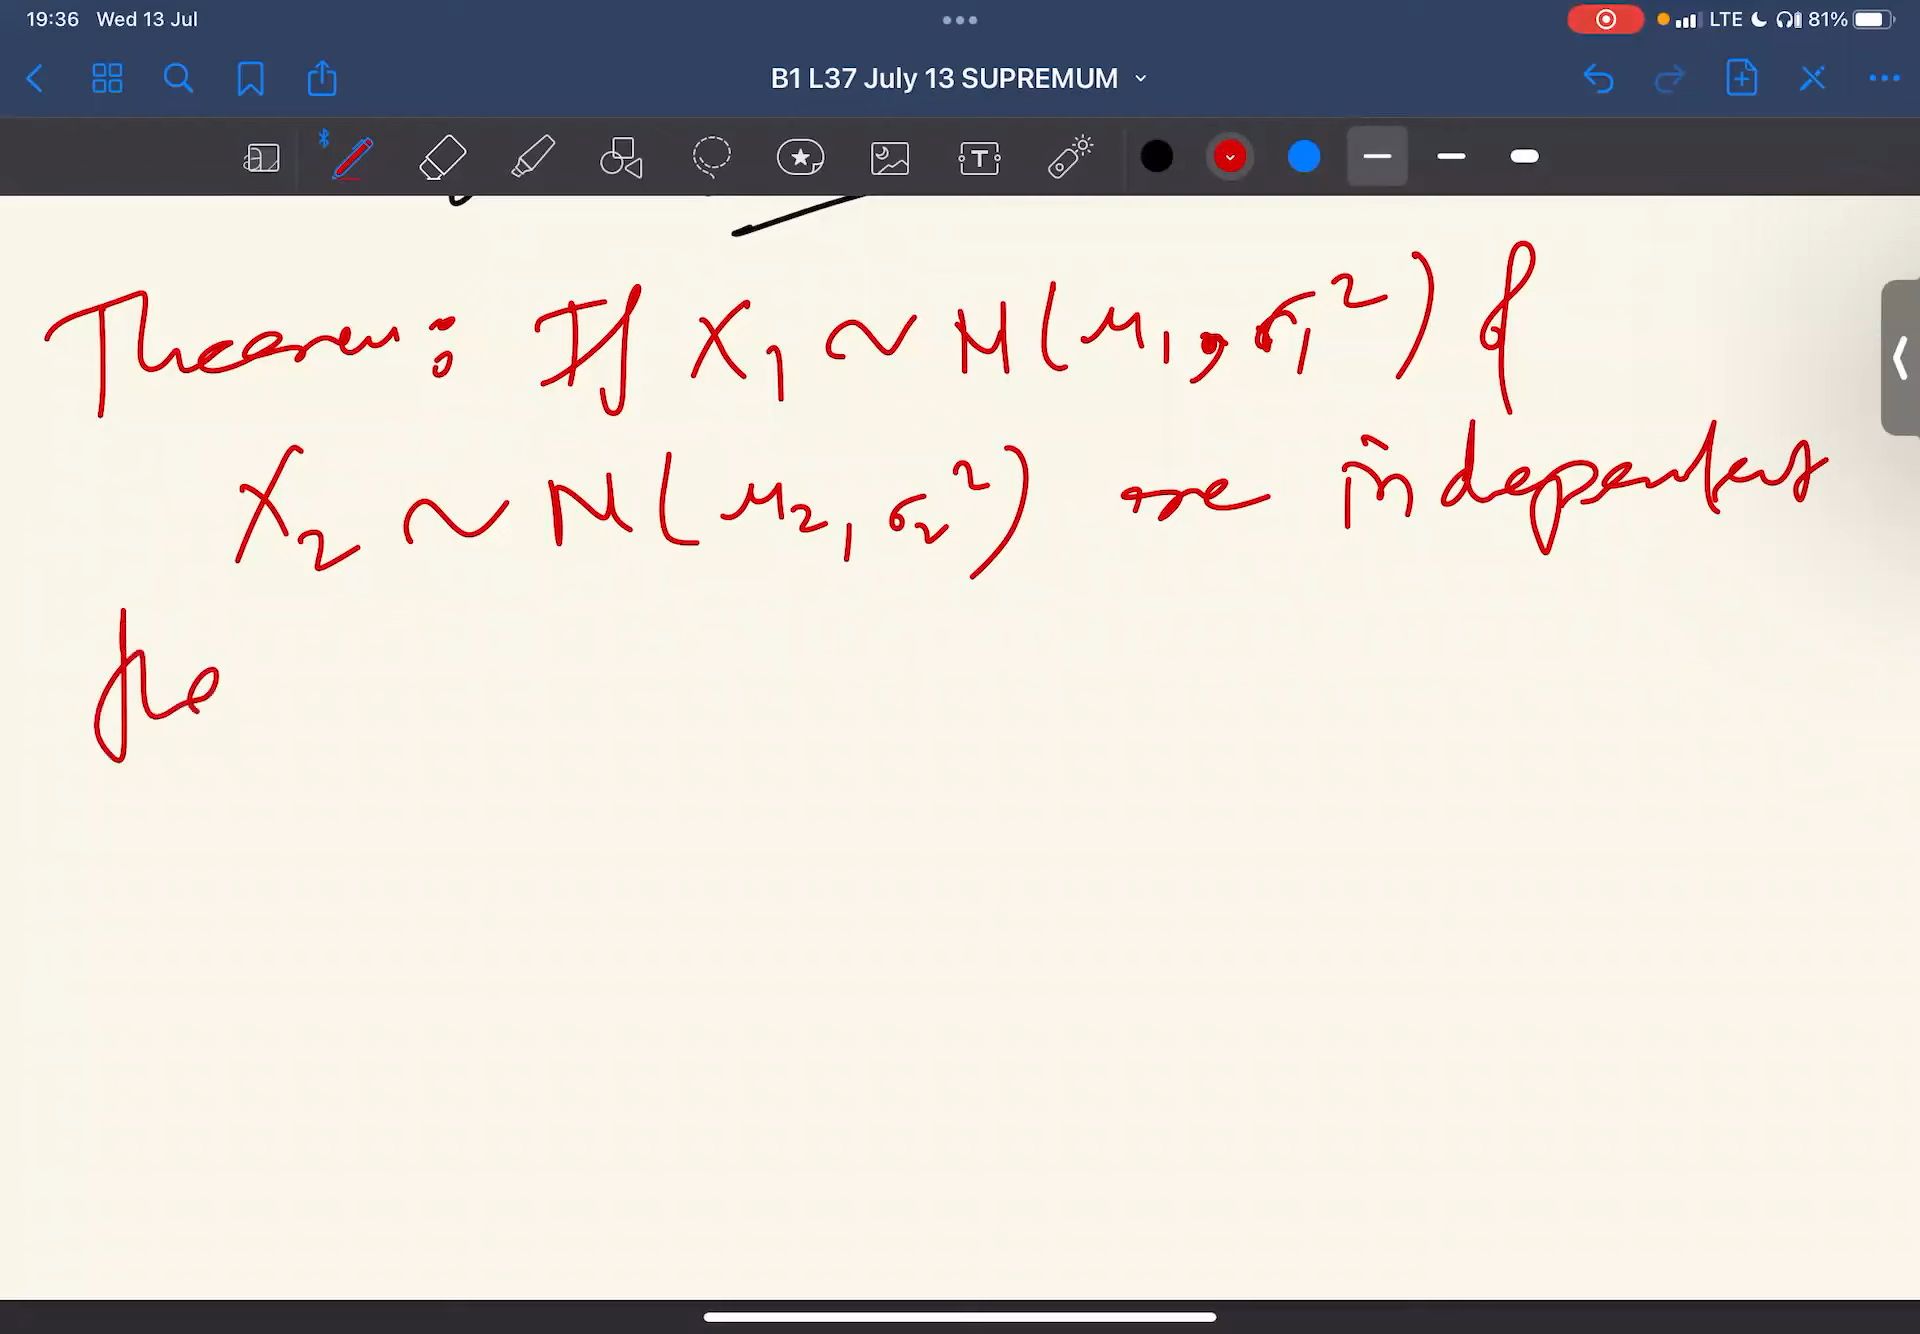 19:36 Wed 13 Jul
LTE 81%
B1 L37 July 13 SUPREMUM
T
Theorem: If X₁ ~ N(μ₁, σ₁²) &
X₂ ~ N(μ₂, σ₂²) are independent
the